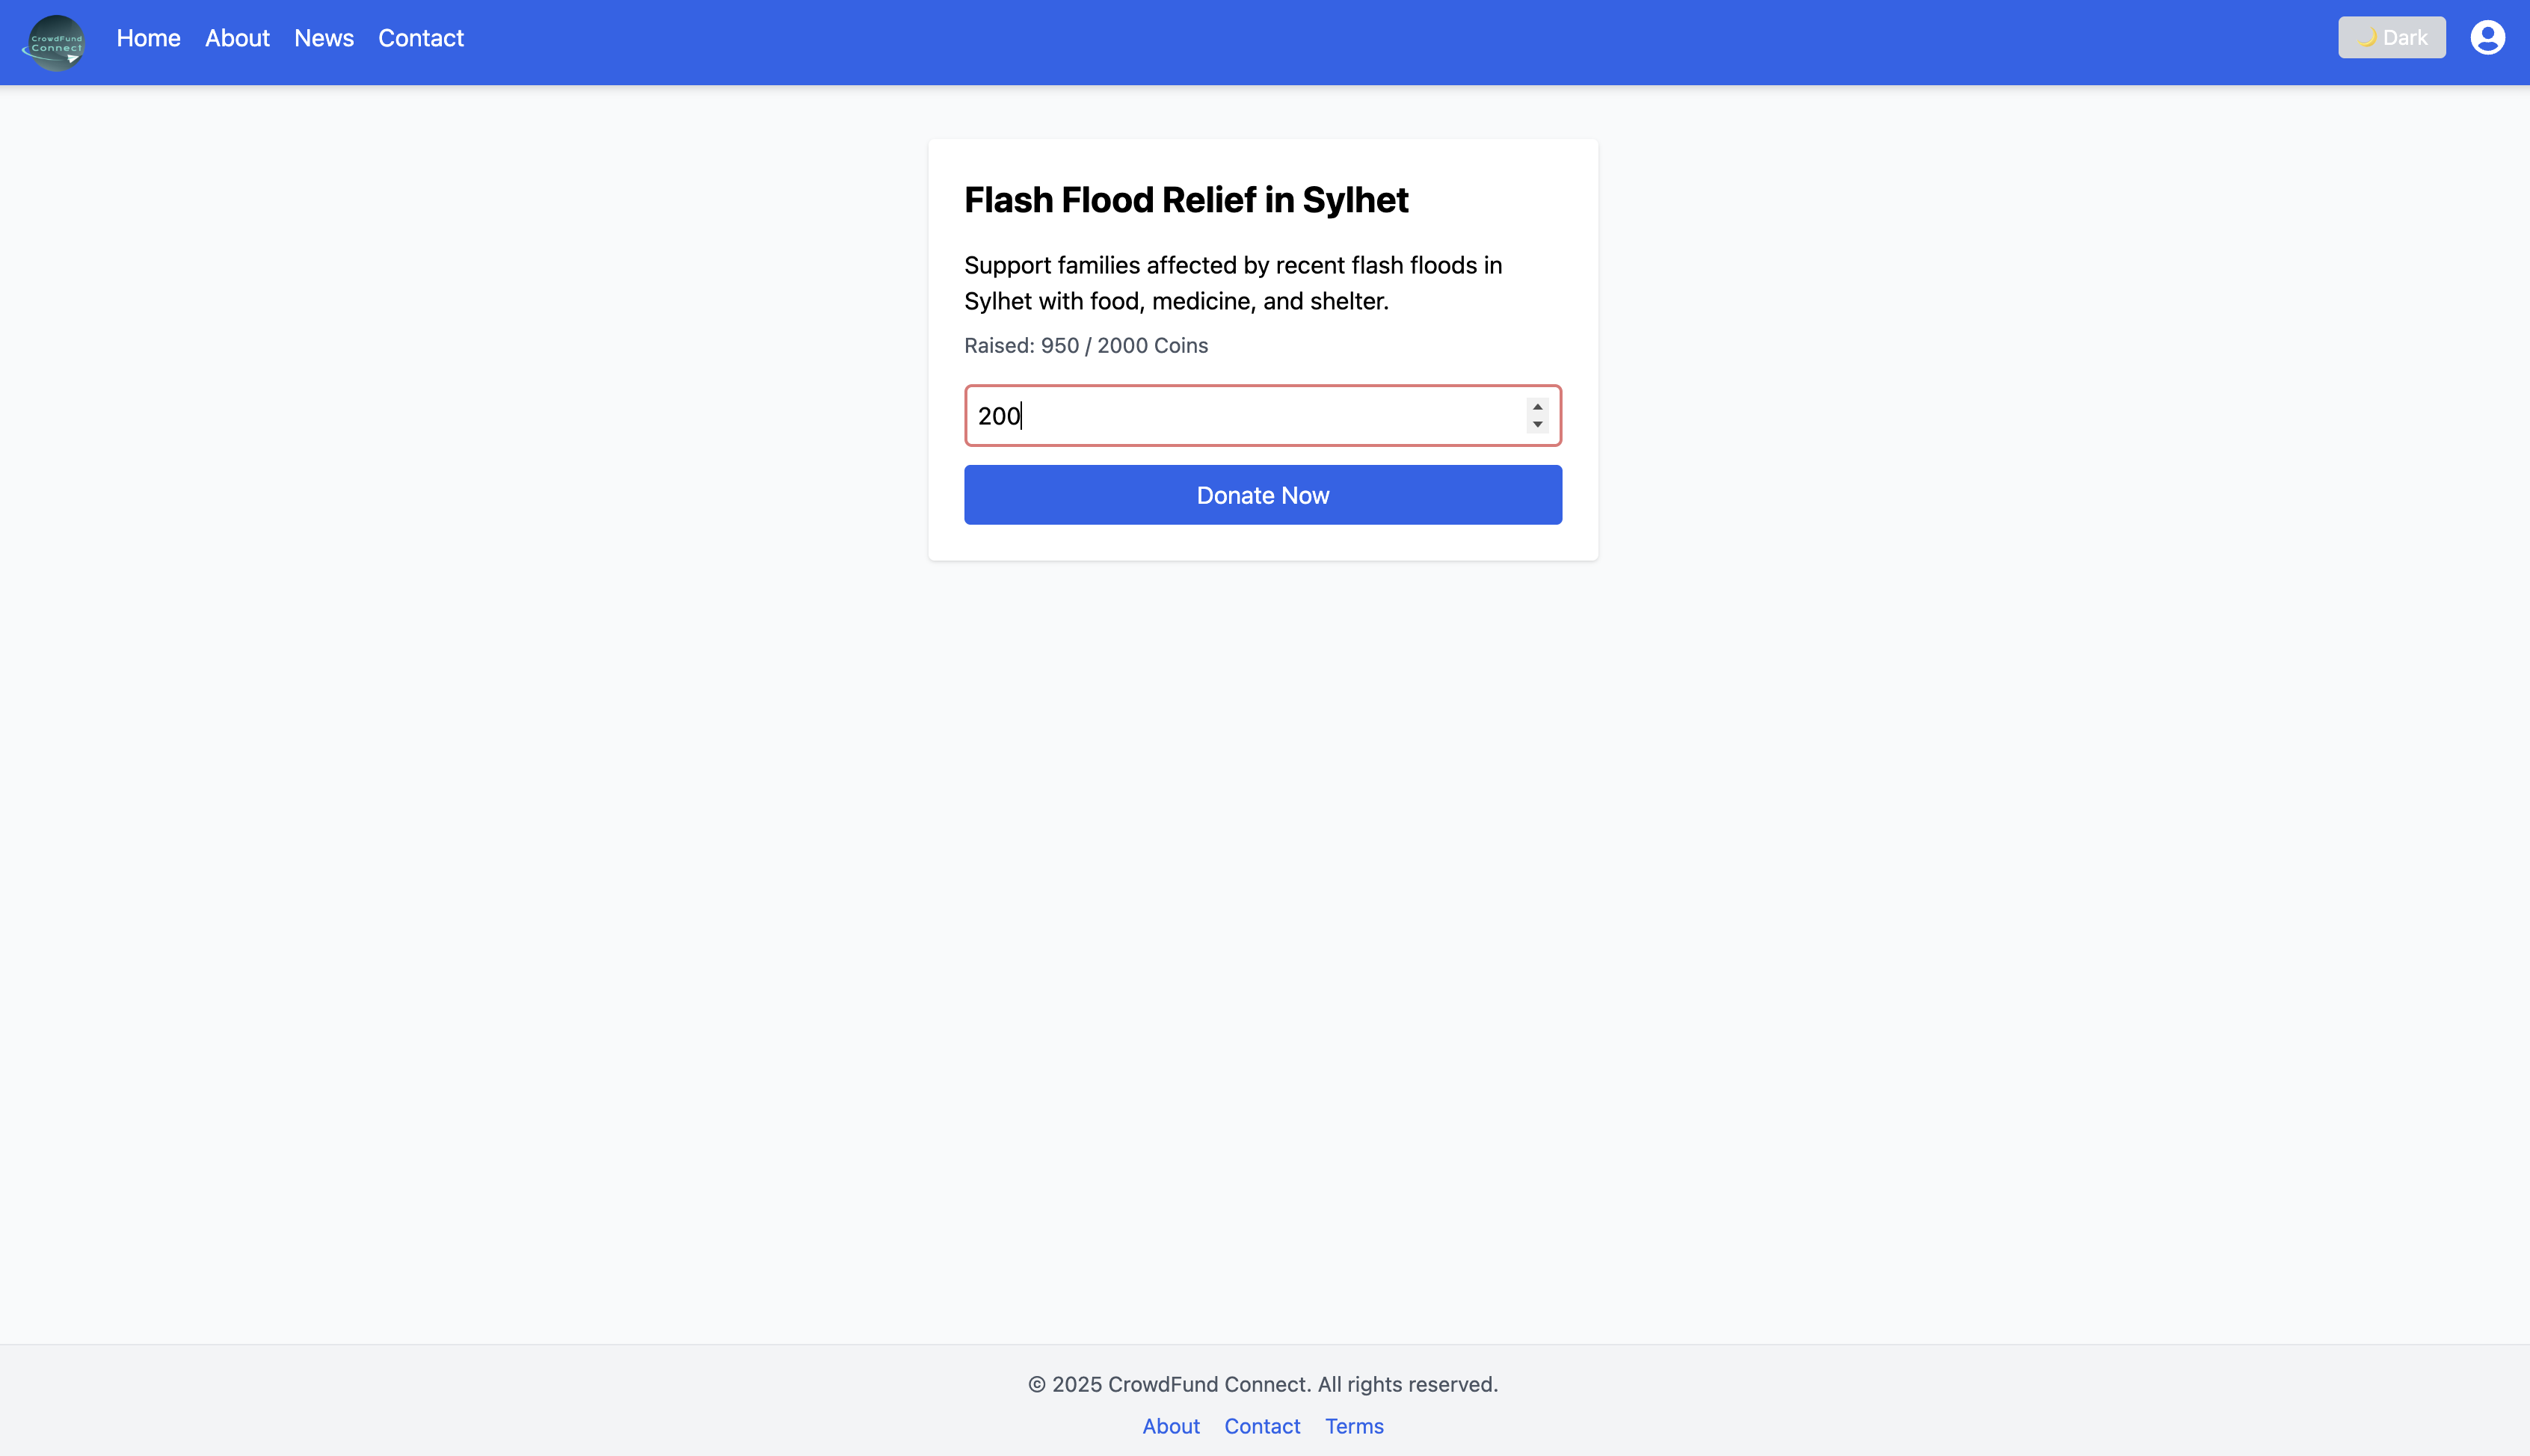 CrowdFund
Connect
Home About News Contact
🌙 Dark
Flash Flood Relief in Sylhet
Support families affected by recent flash floods in
Sylhet with food, medicine, and shelter.
Raised: 950 / 2000 Coins
200
Donate Now
© 2025 CrowdFund Connect. All rights reserved.
About Contact Terms